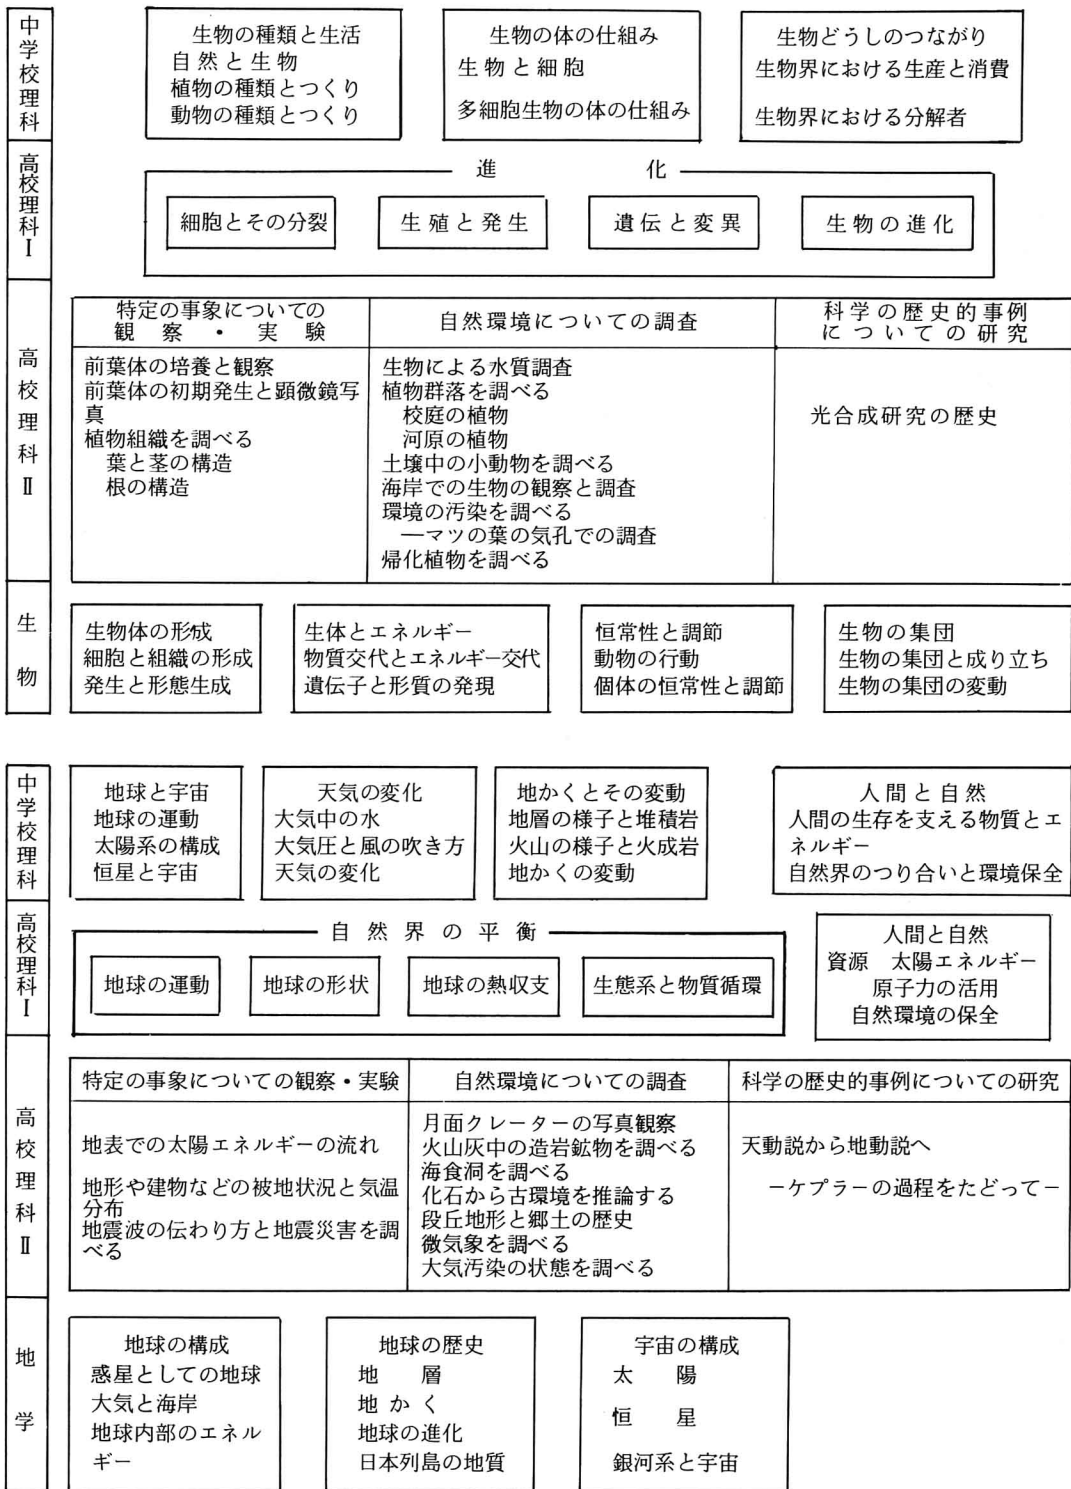 中学校理科
生物の種類と生活
自然と生物
植物の種類とつくり
動物の種類とつくり
生物の体の仕組み
生物と細胞
多細胞生物の体の仕組み
生物どうしのつながり
生物界における生産と消費
生物界における分解者
高校理科Ⅰ
進化
細胞とその分裂
生殖と発生
遺伝と変異
生物の進化
高校理科Ⅱ
特定の事象についての
観察・実験
前葉体の培養と観察
前葉体の初期発生と顕微鏡写
真
植物組織を調べる
葉と茎の構造
根の構造
自然環境についての調査
生物による水質調査
植物群落を調べる
校庭の植物
河原の植物
土壌中の小動物を調べる
海岸での生物の観察と調査
環境の汚染を調べる
―マツの葉の気孔での調査
帰化植物を調べる
科学の歴史的事例
についての研究
光合成研究の歴史
生物
生物体の形成
細胞と組織の形成
発生と形態生成
生体とエネルギー
物質交代とエネルギー交代
遺伝子と形質の発現
恒常性と調節
動物の行動
個体の恒常性と調節
生物の集団
生物の集団と成り立ち
生物の集団の変動
中学校理科
地球と宇宙
地球の運動
太陽系の構成
恒星と宇宙
天気の変化
大気中の水
大気圧と風の吹き方
天気の変化
地かくとその変動
地層の様子と堆積岩
火山の様子と火成岩
地かくの変動
人間と自然
人間の生存を支える物質とエ
ネルギー
自然界のつり合いと環境保全
高校理科Ⅰ
自然界の平衡
地球の運動
地球の形状
地球の熱収支
生態系と物質循環
人間と自然
資源 太陽エネルギー
原子力の活用
自然環境の保全
高校理科Ⅱ
特定の事象についての観察・実験
地表での太陽エネルギーの流れ
地形や建物などの被地状況と気温
分布
地震波の伝わり方と地震災害を調
べる
自然環境についての調査
月面クレーターの写真観察
火山灰中の造岩鉱物を調べる
海食洞を調べる
化石から古環境を推論する
段丘地形と郷土の歴史
微気象を調べる
大気汚染の状態を調べる
科学の歴史的事例についての研究
天動説から地動説へ
－ケプラーの過程をたどって－
地学
地球の構成
惑星としての地球
大気と海岸
地球内部のエネル
ギー
地球の歴史
地層
地かく
地球の進化
日本列島の地質
宇宙の構成
太陽
恒星
銀河系と宇宙